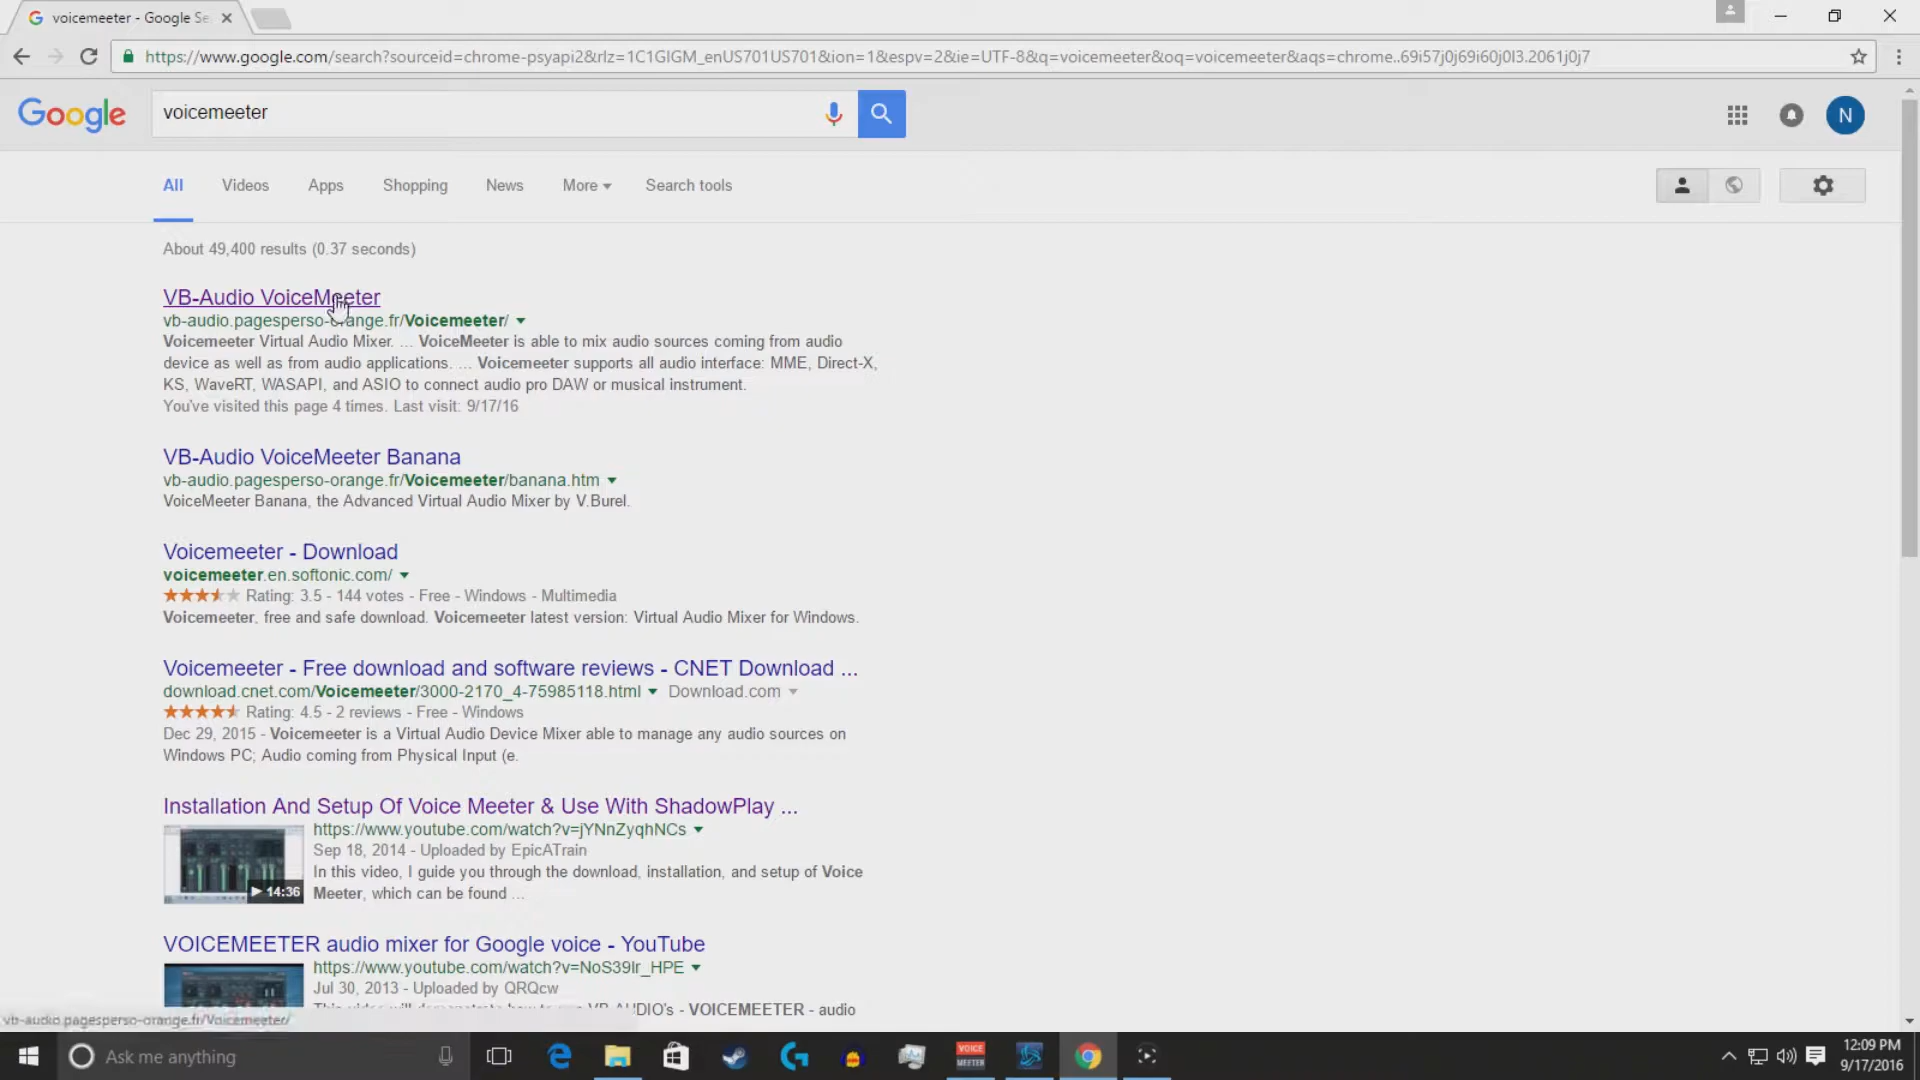 voicemeeter - Google Se
https://www.google.com/search?sourceid=chrome-psyapi2&rlz=1C1GIGM_enUS701US701&ion=1&espv=2&ie=UTF-8&q=voicemeeter&oq=voicemeeter&aqs=chrome..69i57j0j69i60j0l3.2061j0j7
Google
voicemeeter
N
All Videos Apps Shopping News More Search tools
About 49,400 results (0.37 seconds)
VB-Audio VoiceMeeter
vb-audio.pagesperso-orange.fr/Voicemeeter/
Voicemeeter Virtual Audio Mixer. ... VoiceMeeter is able to mix audio sources coming from audio
device as well as from audio applications. ... Voicemeeter supports all audio interface: MME, Direct-X,
KS, WaveRT, WASAPI, and ASIO to connect audio pro DAW or musical instrument.
You've visited this page 4 times. Last visit: 9/17/16
VB-Audio VoiceMeeter Banana
vb-audio.pagesperso-orange.fr/Voicemeeter/banana.htm
VoiceMeeter Banana, the Advanced Virtual Audio Mixer by V.Burel.
Voicemeeter - Download
voicemeeter.en.softonic.com/
Rating: 3.5 - 144 votes - Free - Windows - Multimedia
Voicemeeter, free and safe download. Voicemeeter latest version: Virtual Audio Mixer for Windows.
Voicemeeter - Free download and software reviews - CNET Download ...
download.cnet.com/Voicemeeter/3000-2170_4-75985118.html Download.com
Rating: 4.5 - 2 reviews - Free - Windows
Dec 29, 2015 - Voicemeeter is a Virtual Audio Device Mixer able to manage any audio sources on
Windows PC; Audio coming from Physical Input (e.
Installation And Setup Of Voice Meeter & Use With ShadowPlay ...
https://www.youtube.com/watch?v=jYNnZyqhNCs
Sep 18, 2014 - Uploaded by EpicATrain
In this video, I guide you through the download, installation, and setup of Voice
Meeter, which can be found ...
14:36
VOICEMEETER audio mixer for Google voice - YouTube
https://www.youtube.com/watch?v=NoS39Ir_HPE
Jul 30, 2013 - Uploaded by QRQcw
This video will demonstrate how to AUDIO's - VOICEMEETER - audio
vb-audio.pagesperso-orange.fr/Voicemeeter/
Ask me anything
VOICE
MEETER
12:09 PM
9/17/2016